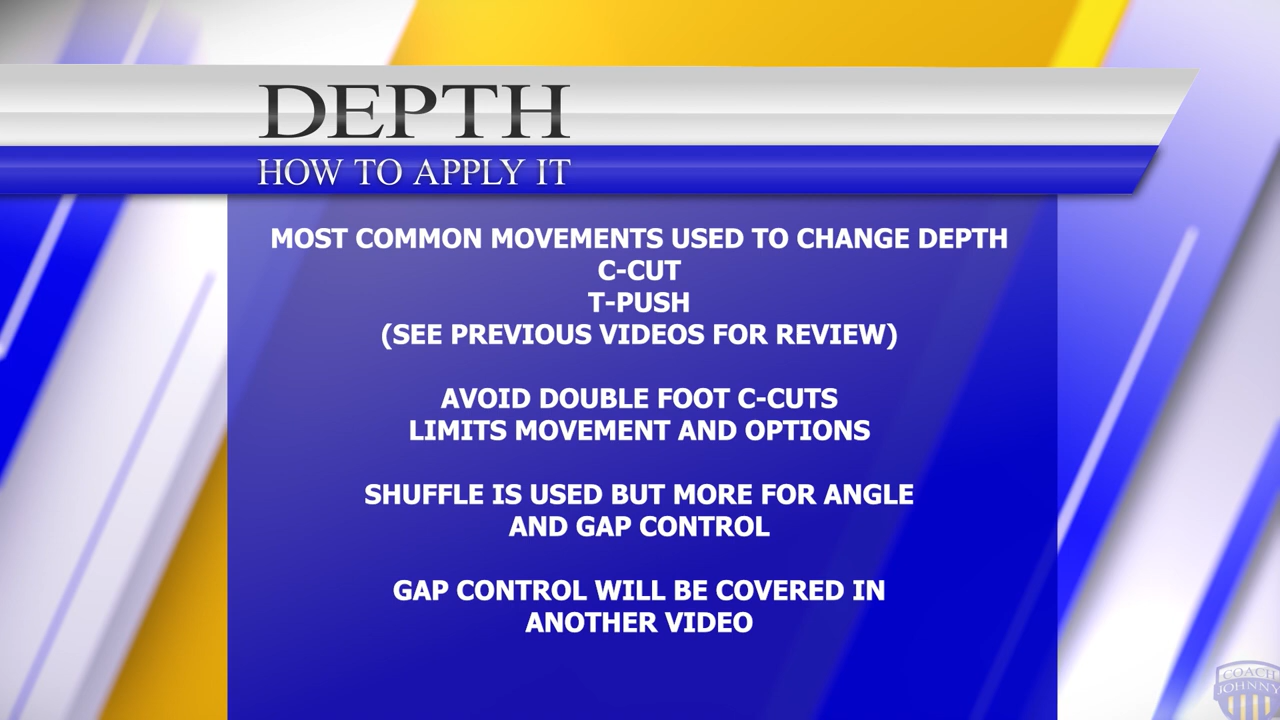 DEPTH
HOW TO APPLY IT
MOST COMMON MOVEMENTS USED TO CHANGE DEPTH
C-CUT
T-PUSH
(SEE PREVIOUS VIDEOS FOR REVIEW)
AVOID DOUBLE FOOT C-CUTS
LIMITS MOVEMENT AND OPTIONS
SHUFFLE IS USED BUT MORE FOR ANGLE
AND GAP CONTROL
GAP CONTROL WILL BE COVERED IN
ANOTHER VIDEO
COACH
JOHNNY